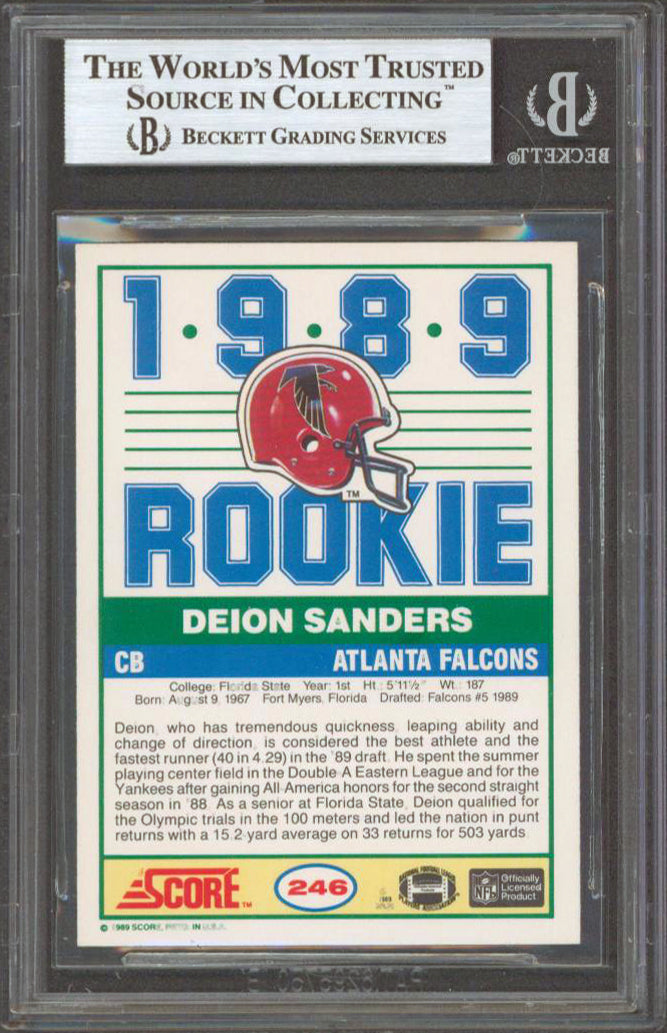 THE WORLD'S MOST TRUSTED
SOURCE IN COLLECTING™
B BECKETT GRADING SERVICES
B
BECKETT®
1·9·8·9
TM
ROOKIE
DEION SANDERS
CB ATLANTA FALCONS
College: Florida State Year: 1st Ht.: 5'11½" Wt.: 187
Born: August 9, 1967 Fort Myers, Florida Drafted: Falcons #5 1989
Deion, who has tremendous quickness, leaping ability and
change of direction, is considered the best athlete and the
fastest runner (40 in 4.29) in the '89 draft. He spent the summer
playing center field in the Double-A Eastern League and for the
Yankees after gaining All-America honors for the second straight
season in '88. As a senior at Florida State, Deion qualified for
the Olympic trials in the 100 meters and led the nation in punt
returns with a 15.2-yard average on 33 returns for 503 yards.
SCORE™ 246
NFL Officially
Licensed
Product
© 1989 SCORE, PRTD. IN U.S.A.